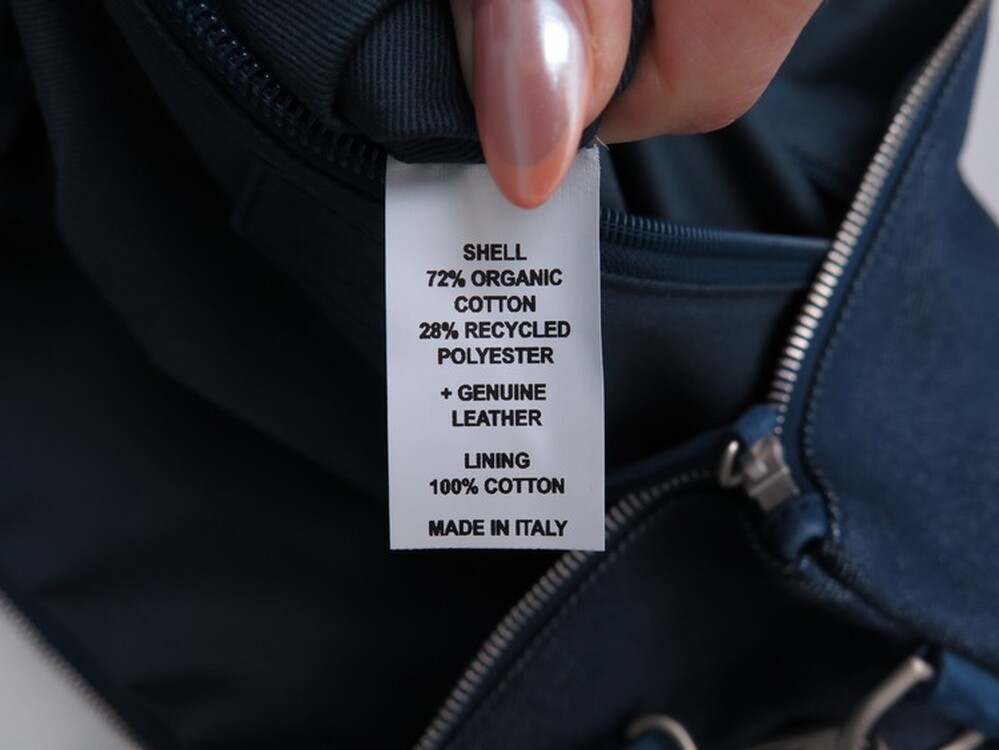 SHELL
72% ORGANIC
COTTON
28% RECYCLED
POLYESTER
+ GENUINE
LEATHER
LINING
100% COTTON
MADE IN ITALY